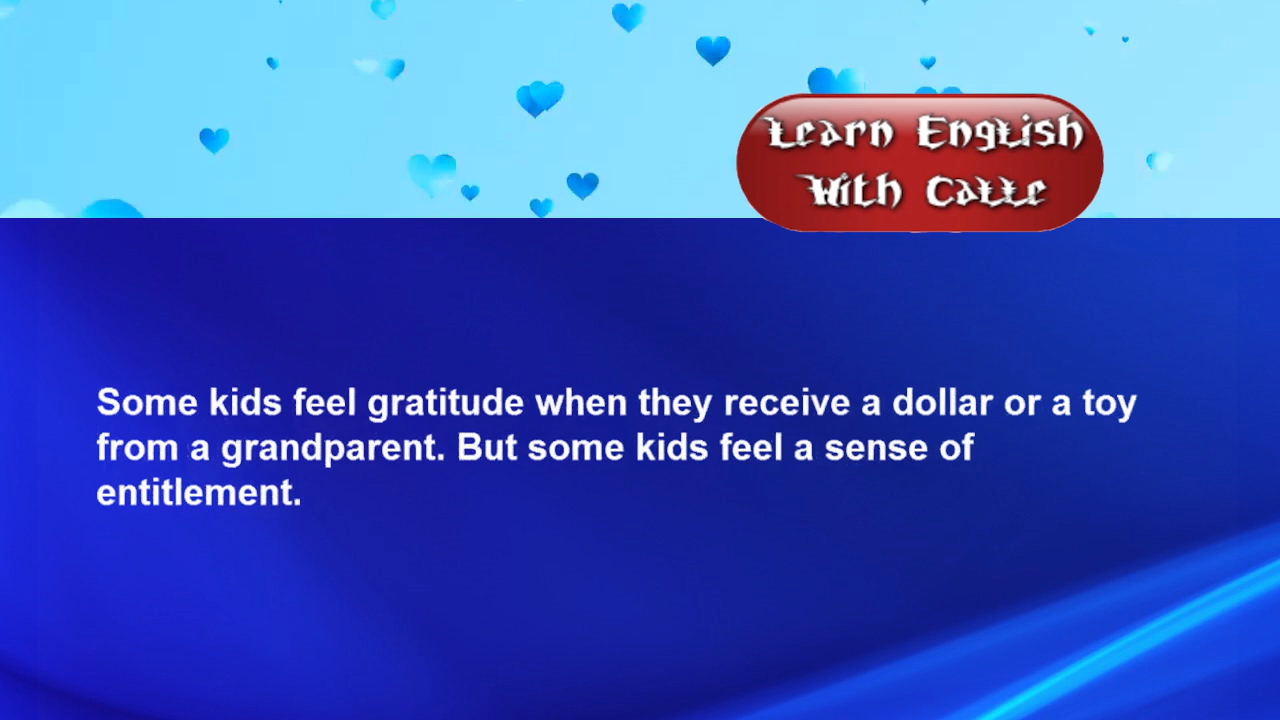 Learn English
With Catte
Some kids feel gratitude when they receive a dollar or a toy
from a grandparent. But some kids feel a sense of
entitlement.